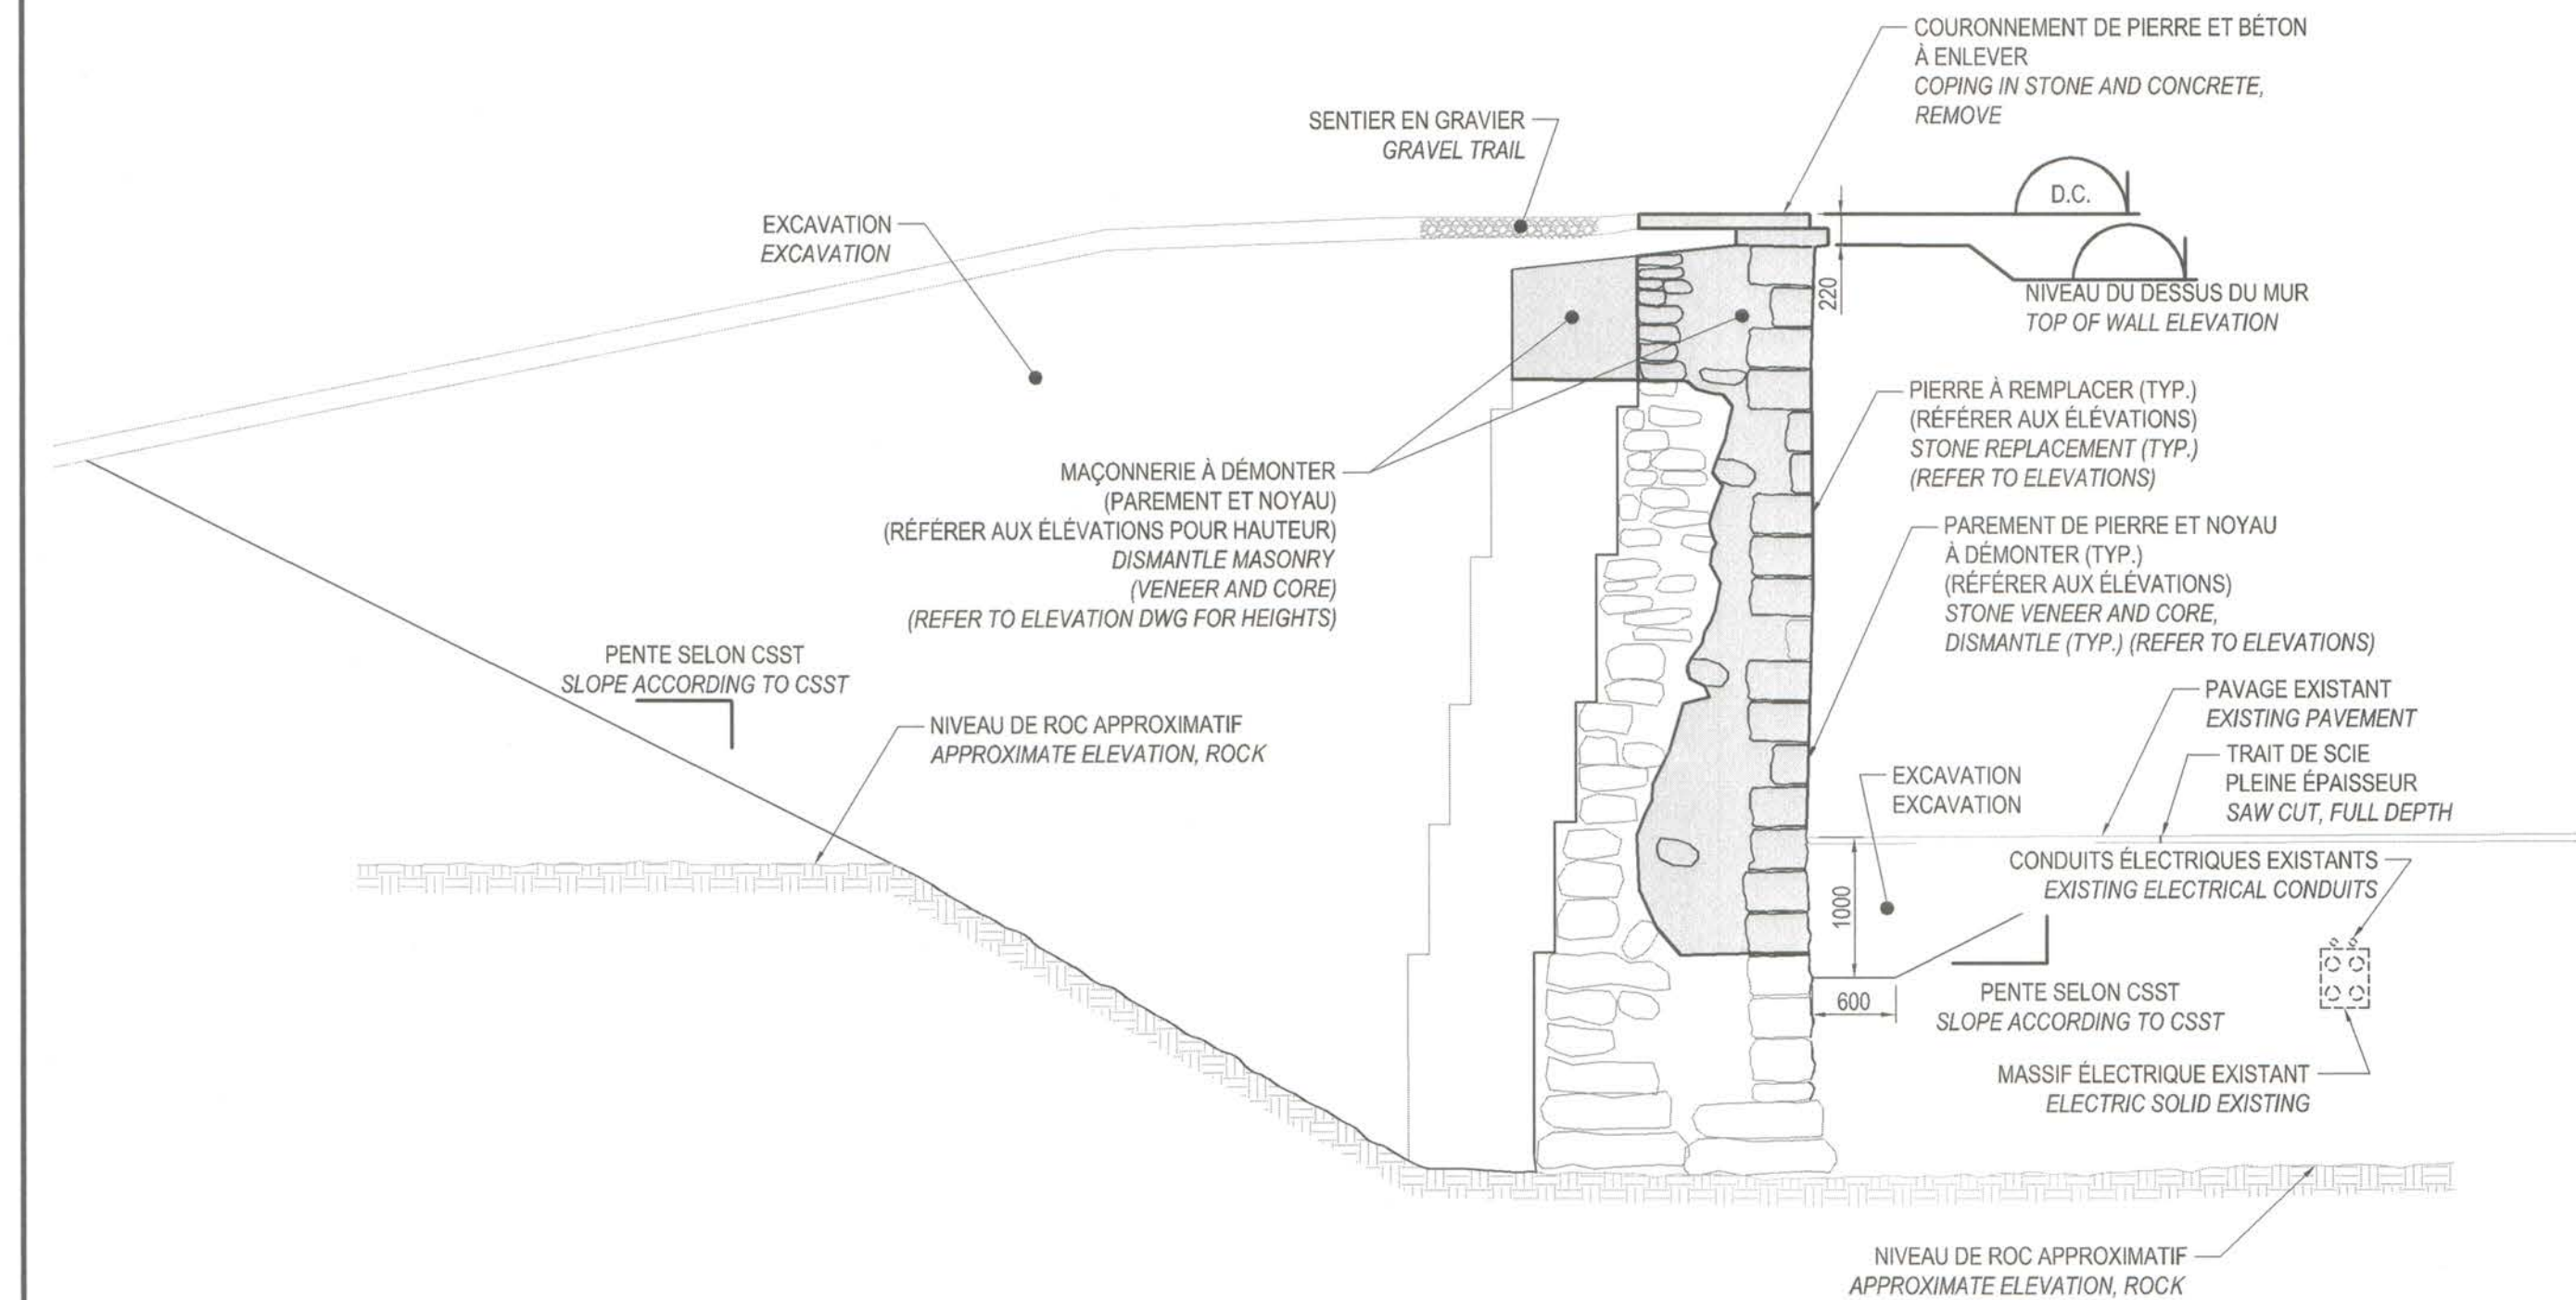 COURONNEMENT DE PIERRE ET BÉTON
À ENLEVER
COPING IN STONE AND CONCRETE,
REMOVE
SENTIER EN GRAVIER
GRAVEL TRAIL
D.C.
EXCAVATION
EXCAVATION
220
NIVEAU DU DESSUS DU MUR
TOP OF WALL ELEVATION
PIERRE À REMPLACER (TYP.)
(RÉFÉRER AUX ÉLÉVATIONS)
STONE REPLACEMENT (TYP.)
(REFER TO ELEVATIONS)
MAÇONNERIE À DÉMONTER
(PAREMENT ET NOYAU)
(RÉFÉRER AUX ÉLÉVATIONS POUR HAUTEUR)
DISMANTLE MASONRY
(VENEER AND CORE)
(REFER TO ELEVATION DWG FOR HEIGHTS)
PAREMENT DE PIERRE ET NOYAU
À DÉMONTER (TYP.)
(RÉFÉRER AUX ÉLÉVATIONS)
STONE VENEER AND CORE,
DISMANTLE (TYP.) (REFER TO ELEVATIONS)
PENTE SELON CSST
SLOPE ACCORDING TO CSST
PAVAGE EXISTANT
EXISTING PAVEMENT
NIVEAU DE ROC APPROXIMATIF
APPROXIMATE ELEVATION, ROCK
TRAIT DE SCIE
PLEINE ÉPAISSEUR
SAW CUT, FULL DEPTH
EXCAVATION
EXCAVATION
CONDUITS ÉLECTRIQUES EXISTANTS
EXISTING ELECTRICAL CONDUITS
1000
600
PENTE SELON CSST
SLOPE ACCORDING TO CSST
MASSIF ÉLECTRIQUE EXISTANT
ELECTRIC SOLID EXISTING
NIVEAU DE ROC APPROXIMATIF
APPROXIMATE ELEVATION, ROCK